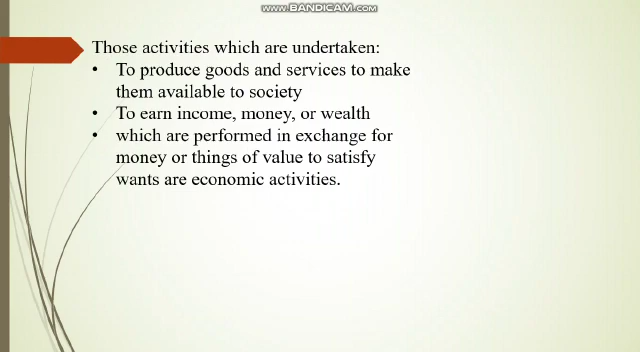 www.BANDICAM.com
Those activities which are undertaken:
• To produce goods and services to make
them available to society
• To earn income, money, or wealth
• which are performed in exchange for
money or things of value to satisfy
wants are economic activities.